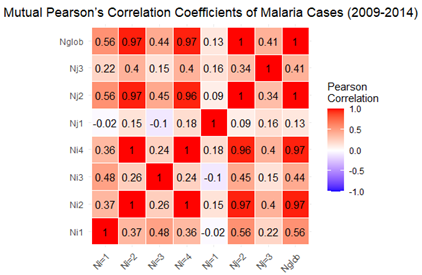 Mutual Pearson's Correlation Coefficients of Malaria Cases (2009-2014)
Nglob 0.56 0.97 0.44 0.97 0.13 1 0.41 1
Nj3 0.22 0.4 0.15 0.4 0.16 0.34 1 0.41
Nj2 0.56 0.97 0.45 0.96 0.09 1 0.34 1
Nj1 -0.02 0.15 -0.1 0.18 1 0.09 0.16 0.13
Ni4 0.36 1 0.24 1 0.18 0.96 0.4 0.97
Ni3 0.48 0.26 1 0.24 -0.1 0.45 0.15 0.44
Ni2 0.37 1 0.26 1 0.15 0.97 0.4 0.97
Ni1 1 0.37 0.48 0.36 -0.02 0.56 0.22 0.56
Ni=1 Ni=2 Ni=3 Ni=4 Nj=1 Nj=2 Nj=3 Nglob
Pearson
Correlation
1.0
0.5
0.0
-0.5
-1.0